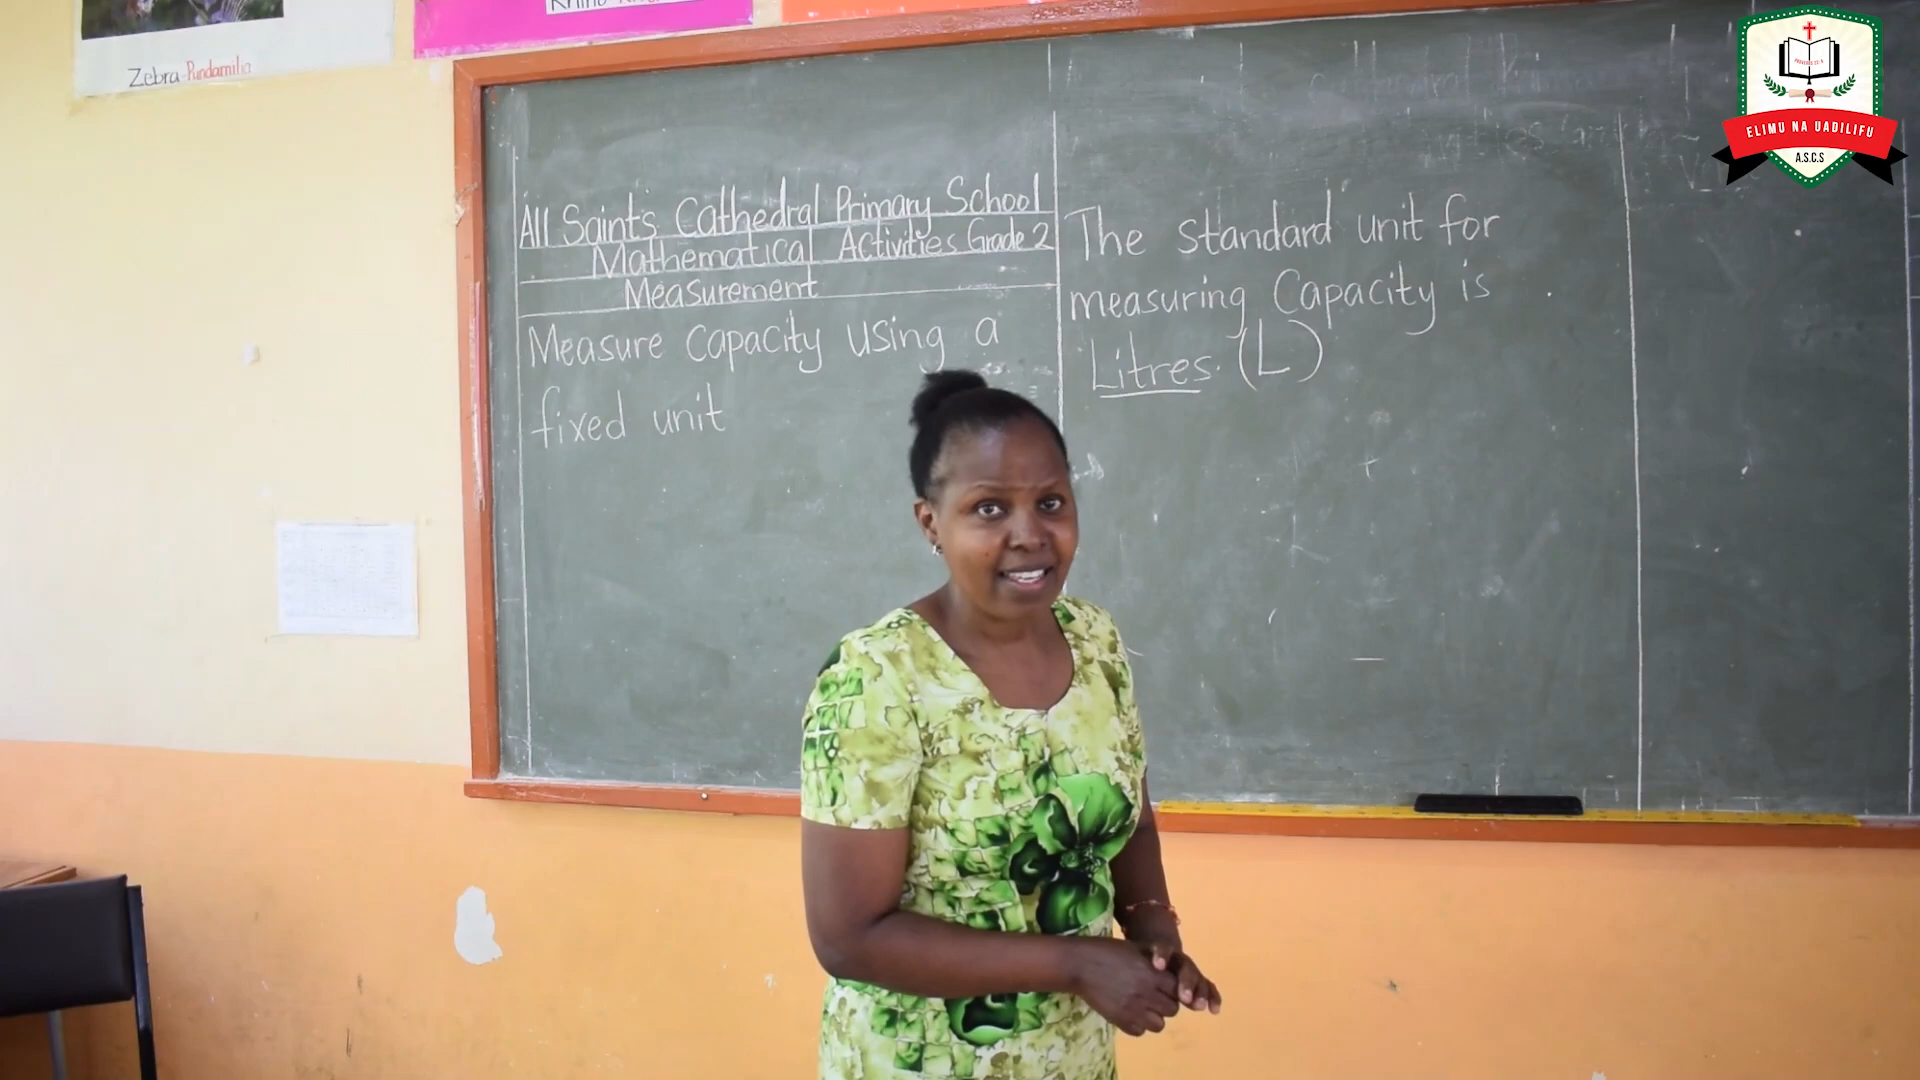 Zebra-Pundamilia
All Saints Cathedral Primary School
Mathematical Activities Grade 2
Measurement
Measure capacity using a
fixed unit
The standard unit for
measuring Capacity is
Litres. (L)
ELIMU NA UADILIFU
A.S.C.S